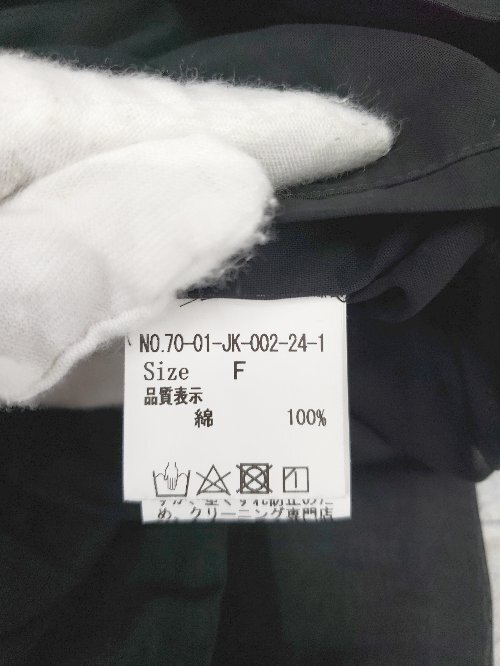 NO.70-01-JK-002-24-1
Size F
品質表示
綿 100%
め、クリーニング専門店